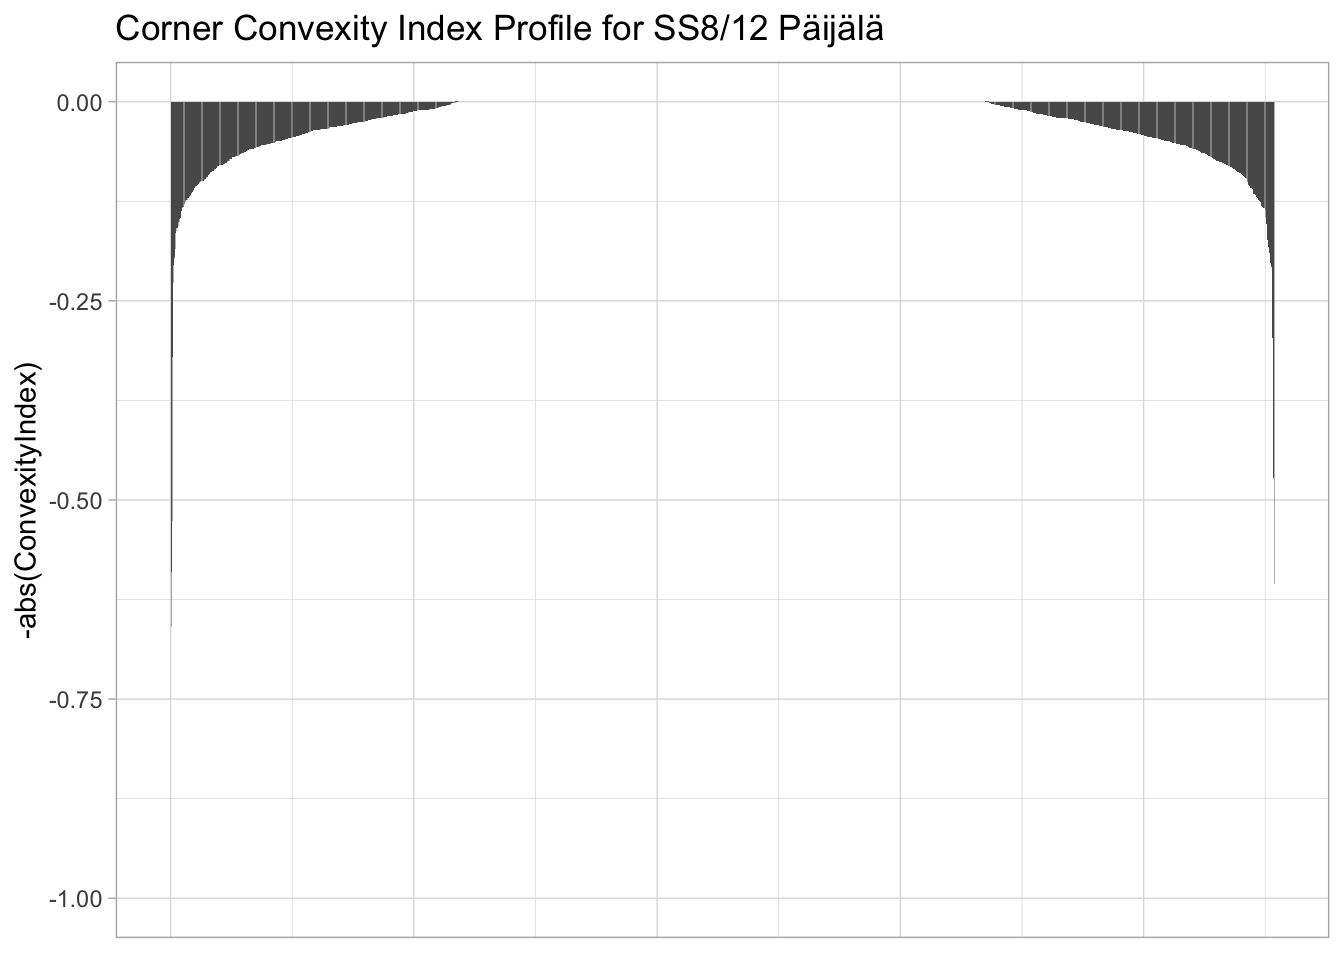 Corner Convexity Index Profile for SS8/12 Päijälä
0.00
-0.25
-0.50
-0.75
-1.00
-abs(ConvexityIndex)